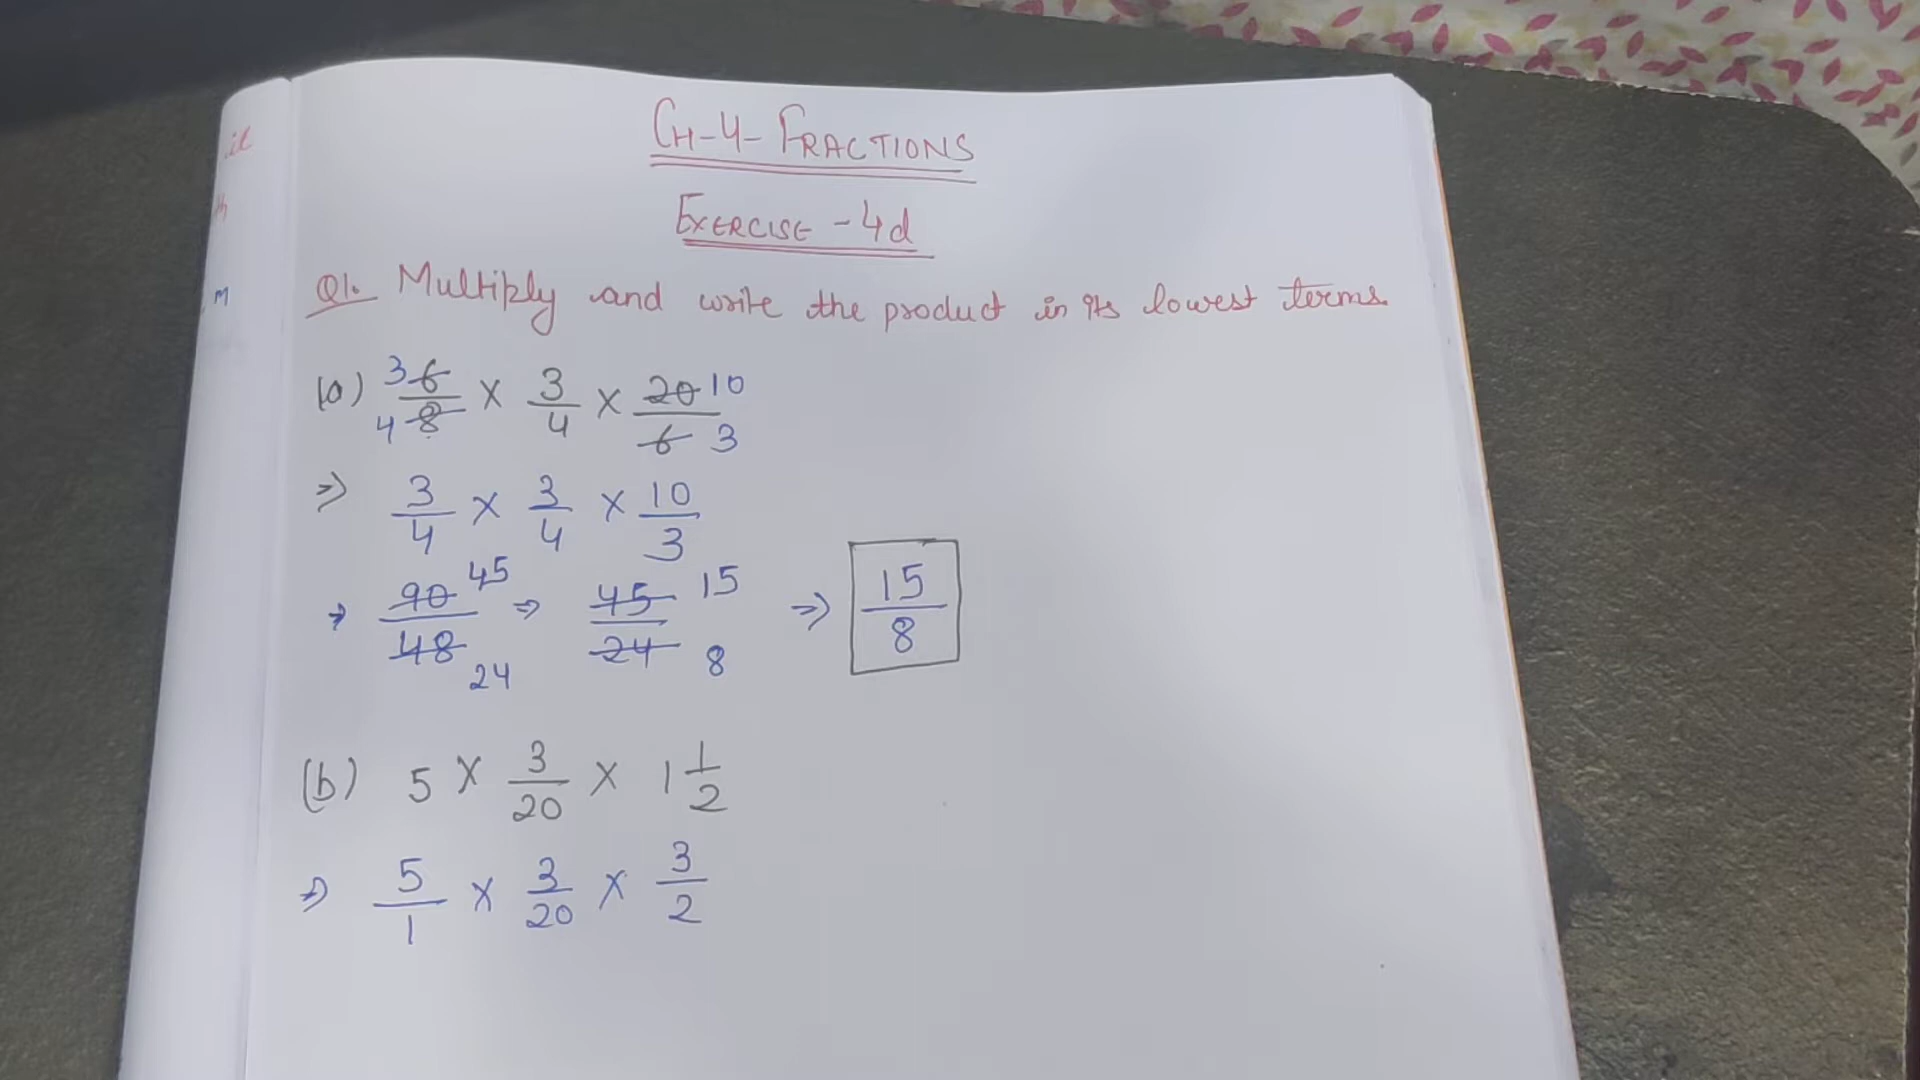 CH-4-FRACTIONS
EXERCISE-4d
Q1. Multiply and write the product in its lowest terms.
(a) 3 6/8 4 × 3/4 × 20/6 10 3
⇒ 3/4 × 3/4 × 10/3
⇒ 90/48 45 24 ⇒ 45/24 15 8 ⇒ 15/8
(b) 5 × 3/20 × 1 1/2
⇒ 5/1 × 3/20 × 3/2